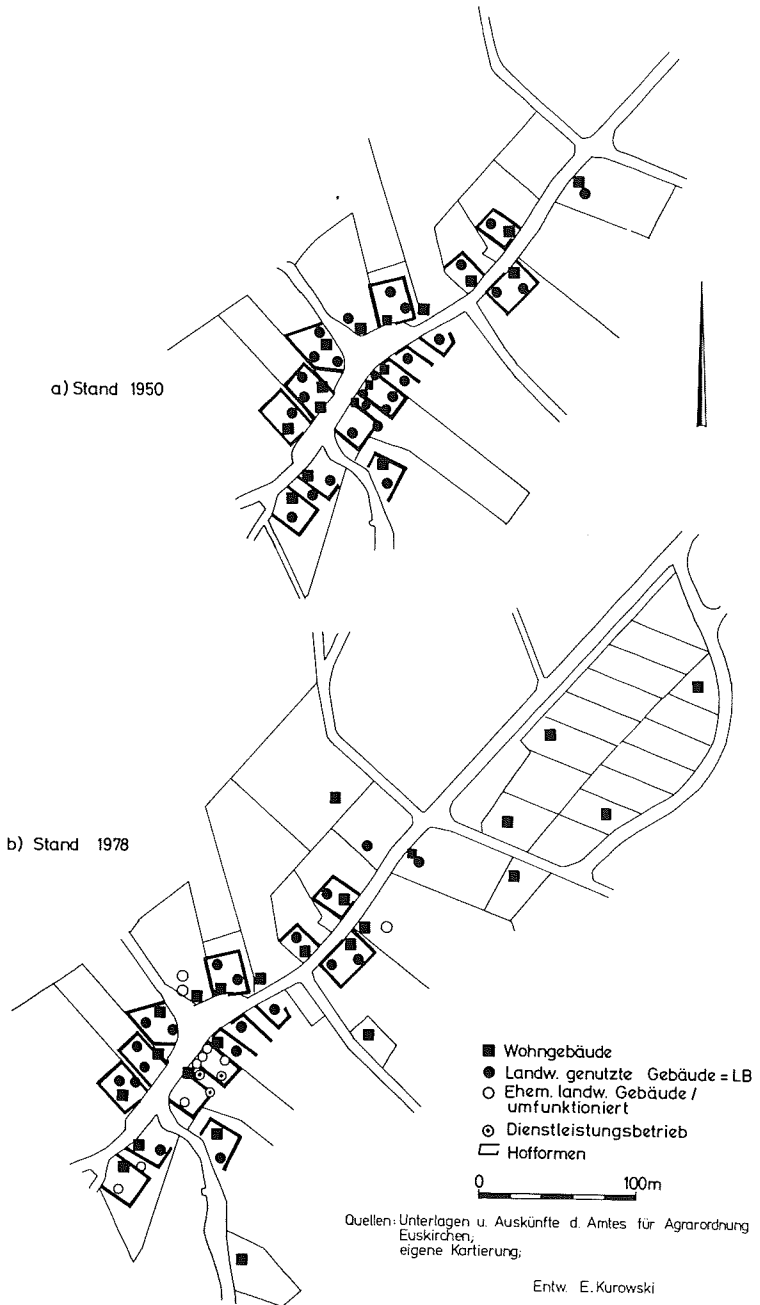 a) Stand 1950
b) Stand 1978
Wohngebäude
Landw. genutzte Gebäude = LB
Ehem. landw. Gebäude /
umfunktioniert
Dienstleistungsbetrieb
Hofformen
0 100m
Quellen: Unterlagen u. Auskünfte d. Amtes für Agrarordnung
Euskirchen;
eigene Kartierung;
Entw. E. Kurowski